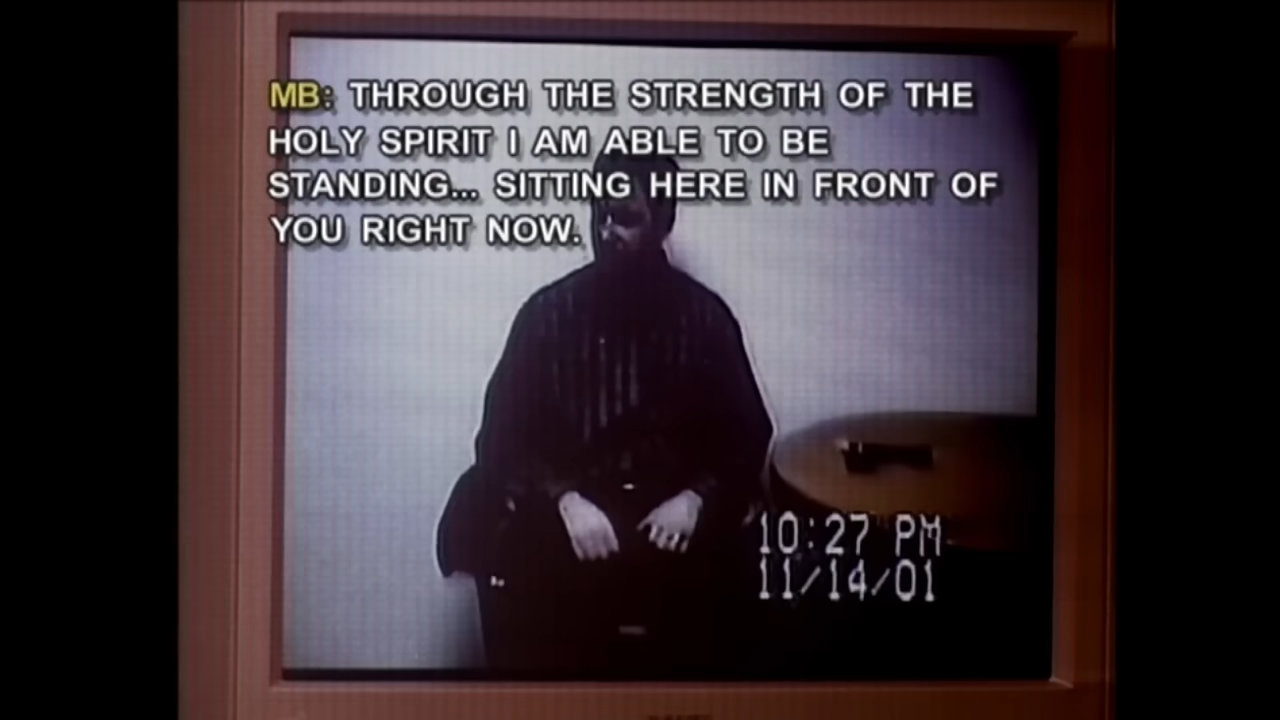 MB: THROUGH THE STRENGTH OF THE
HOLY SPIRIT I AM ABLE TO BE
STANDING... SITTING HERE IN FRONT OF
YOU RIGHT NOW.
10:27 PM
11/14/01